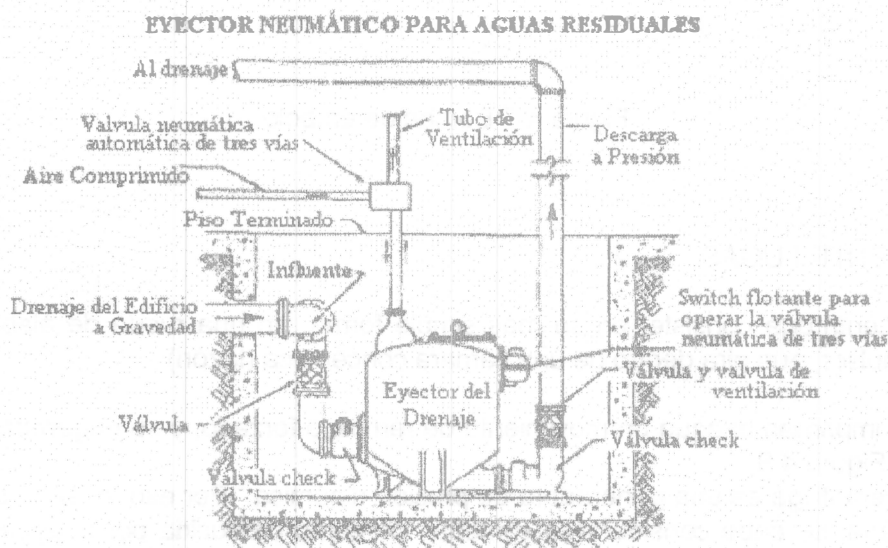 EYECTOR NEUMÁTICO PARA AGUAS RESIDUALES
Al drenaje
Tubo de
Ventilación
Valvula neumática
automática de tres vías
Descarga
a Presión
Aire Comprimido
Piso Terminado
Influente
Drenaje del Edificio
a Gravedad
Switch flotante para
operar la válvula
neumática de tres vías
Eyector del
Drenaje
Válvula y valvula de
ventilación
Válvula
Válvula check
Válvula check